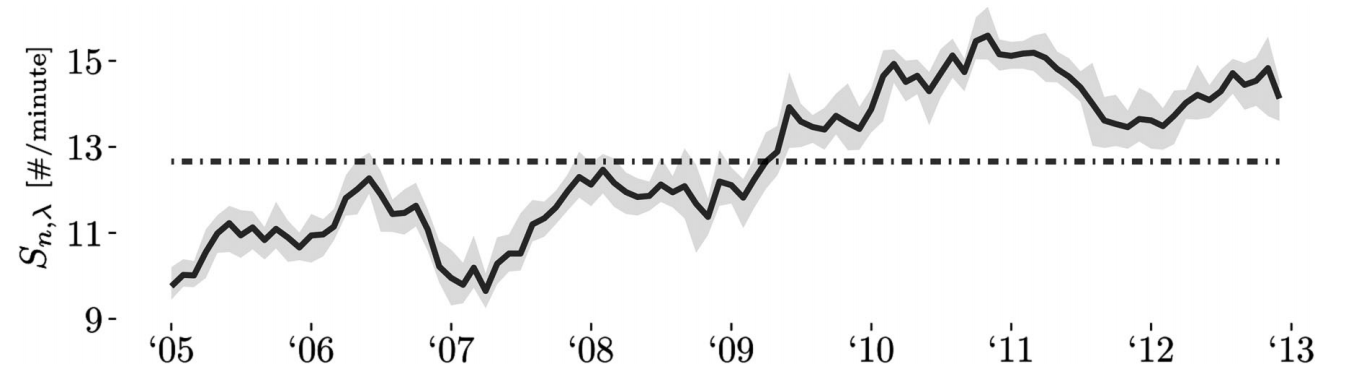 S_{n,λ} [#/minute]
15
13
11
9
‘05 ‘06 ‘07 ‘08 ‘09 ‘10 ‘11 ‘12 ‘13